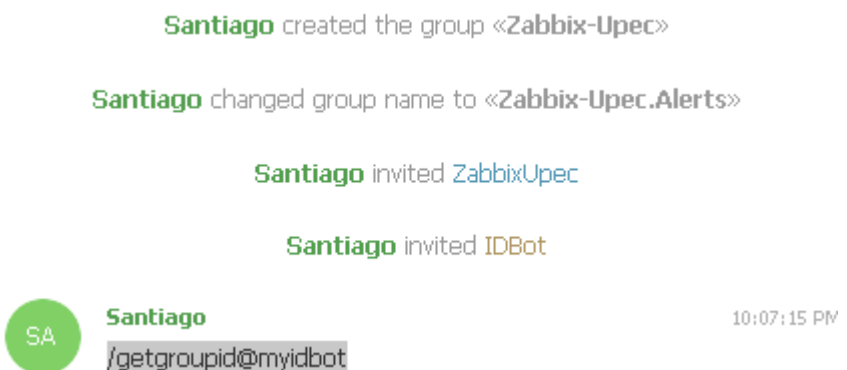 Santiago created the group «Zabbix-Upec»
Santiago changed group name to «Zabbix-Upec.Alerts»
Santiago invited ZabbixUpec
Santiago invited IDBot
SA
Santiago 10:07:15 PM
/getgroupid@myidbot